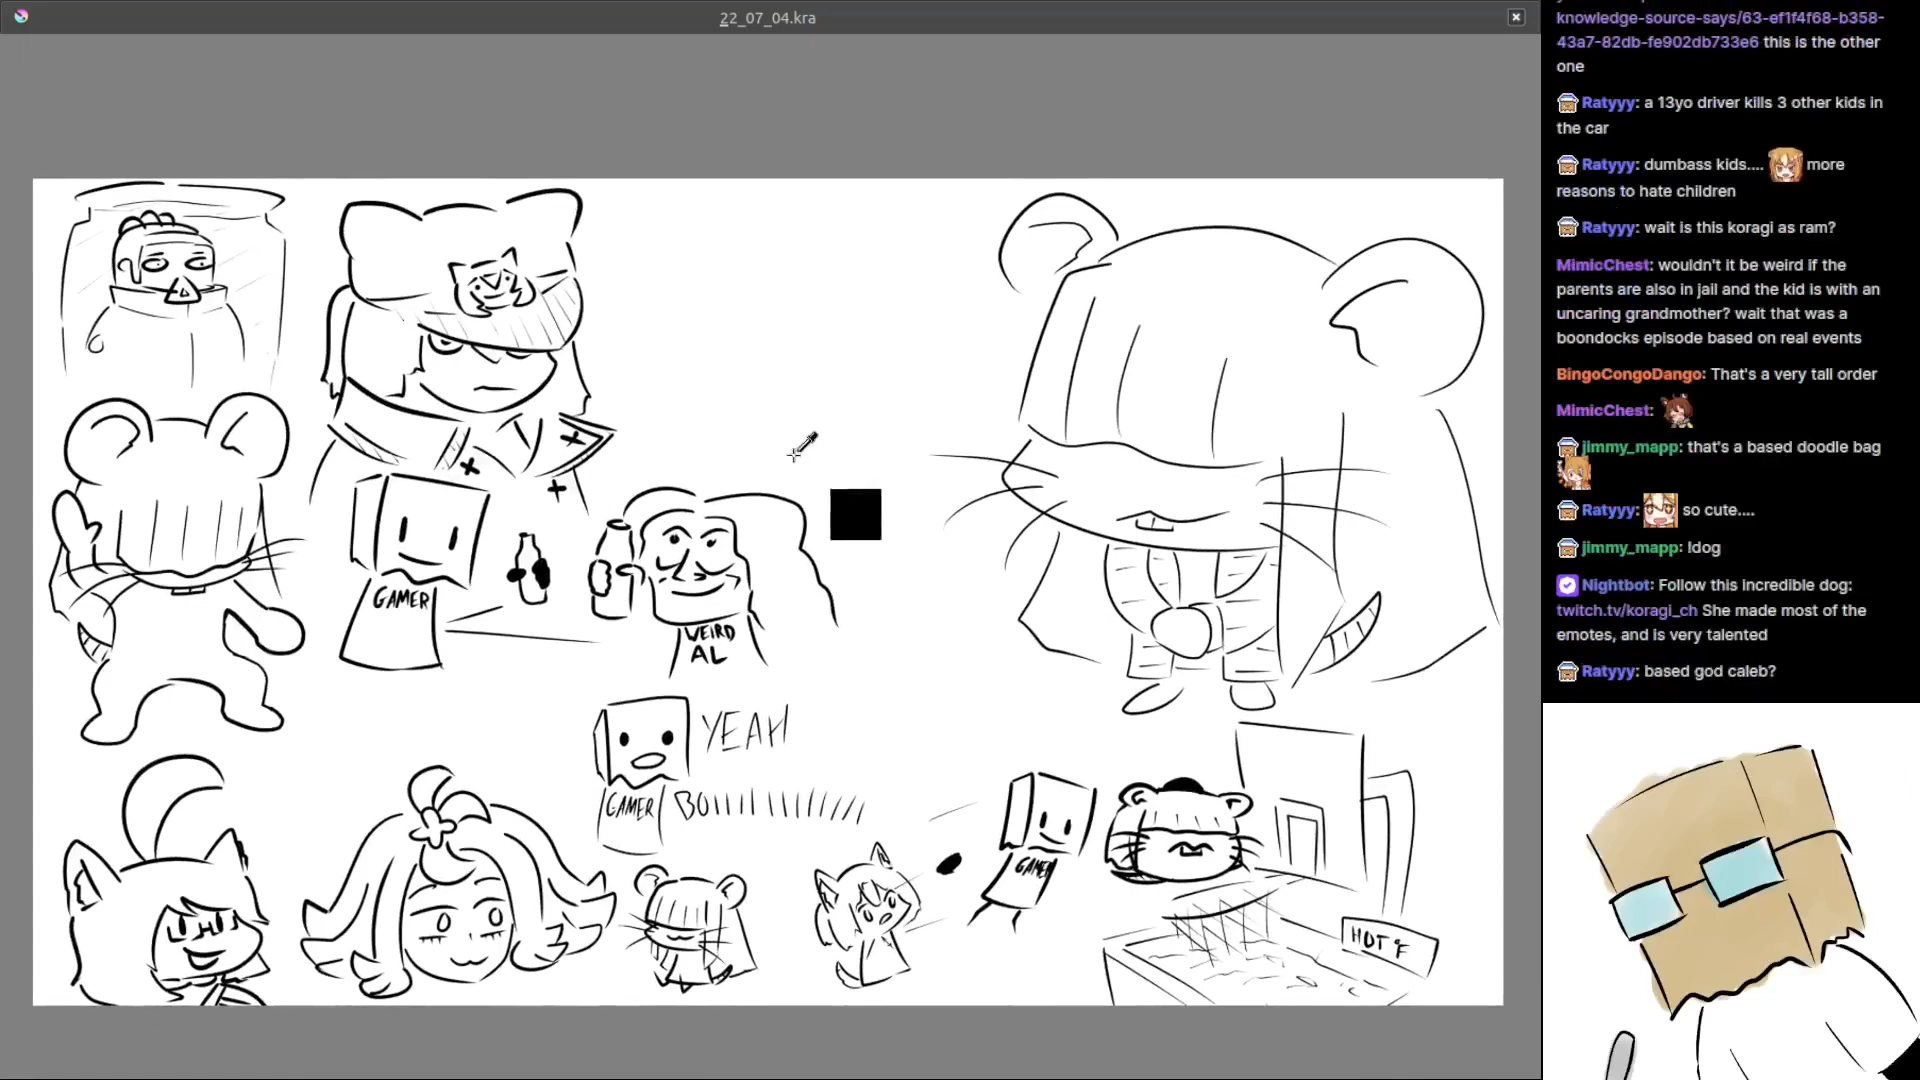 22_07_04.kra
GAMER
WEIRD
AL
YEAH
GAMER
GAMER
HOT °F
knowledge-source-says/63-ef1f4f68-b358-
43a7-82db-fe902db733e6 this is the other
one
Ratyyy: a 13yo driver kills 3 other kids in
the car
Ratyyy: dumbass kids.... more
reasons to hate children
Ratyyy: wait is this koragi as ram?
MimicChest: wouldn't it be weird if the
parents are also in jail and the kid is with an
uncaring grandmother? wait that was a
boondocks episode based on real events
BingoCongoDango: That's a very tall order
MimicChest:
jimmy_mapp: that's a based doodle bag
Ratyyy: so cute....
jimmy_mapp: !dog
Nightbot: Follow this incredible dog:
twitch.tv/koragi_ch She made most of the
emotes, and is very talented
Ratyyy: based god caleb?